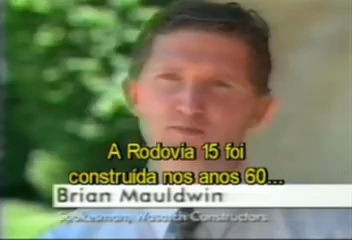 A Rodovia 15 foi
construída nos anos 60...
Brian Mauldwin
Spokesman, Wasatch Constructors